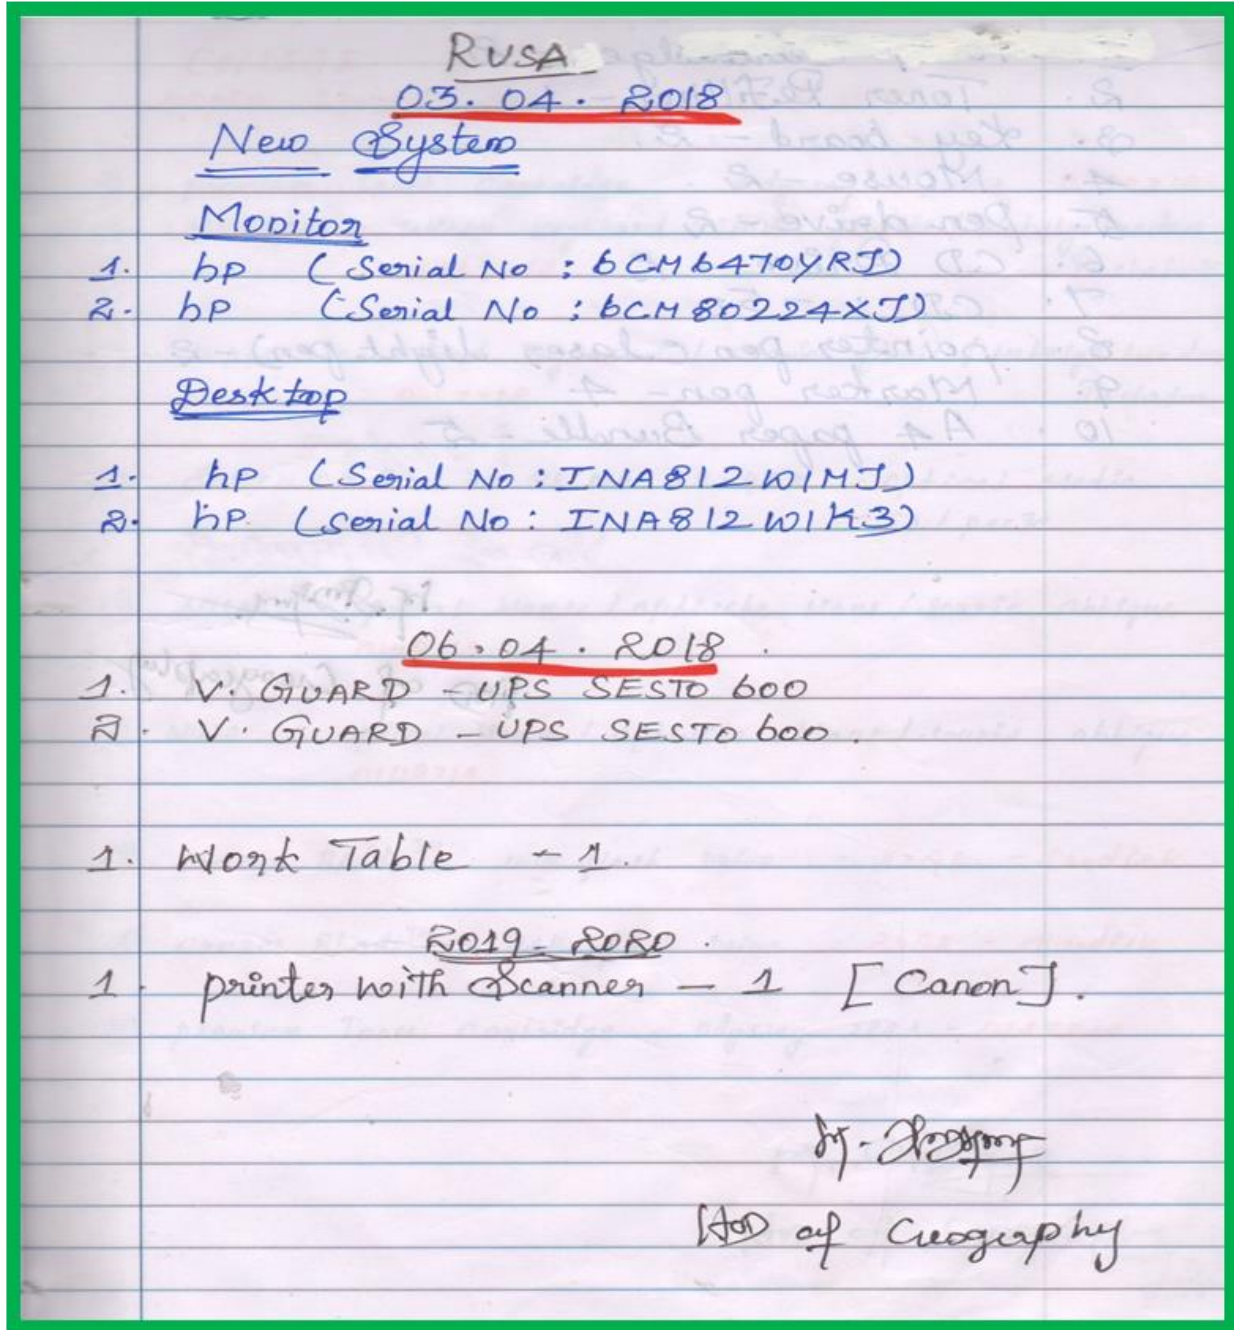 RUSA
03.04.2018
New System
Monitor
1. hp (Serial No : 6CM6470YRJ)
2. hp (Serial No : 6CM80224XJ)
Desktop
1. hp (Serial No : INA812W1MJ)
2. hp. (Serial No : INA812W1K3)
06.04.2018.
1. V. GUARD - UPS SESTO 600
2. V. GUARD - UPS SESTO 600.
1. Work Table - 1.
2019-2020.
1. printer with Scanner - 1 [Canon].
HOD of Geography